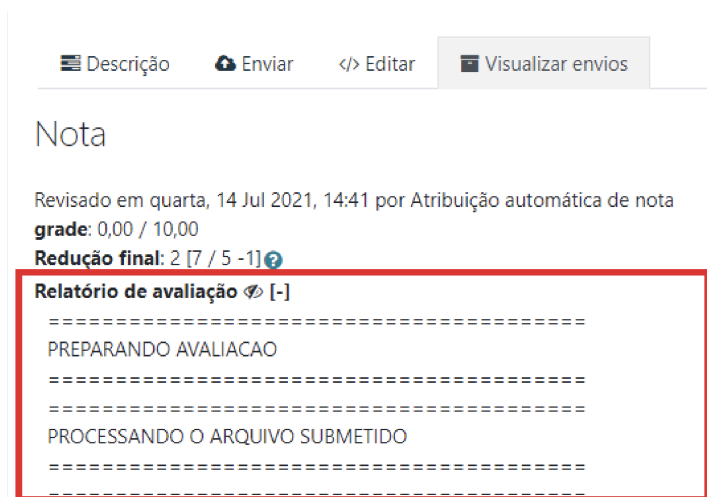 Descrição Enviar </> Editar Visualizar envios
Nota
Revisado em quarta, 14 Jul 2021, 14:41 por Atribuição automática de nota
grade: 0,00 / 10,00
Redução final: 2 [7 / 5 -1]
Relatório de avaliação [-]
========================================
PREPARANDO AVALIACAO
========================================
========================================
PROCESSANDO O ARQUIVO SUBMETIDO
========================================
========================================